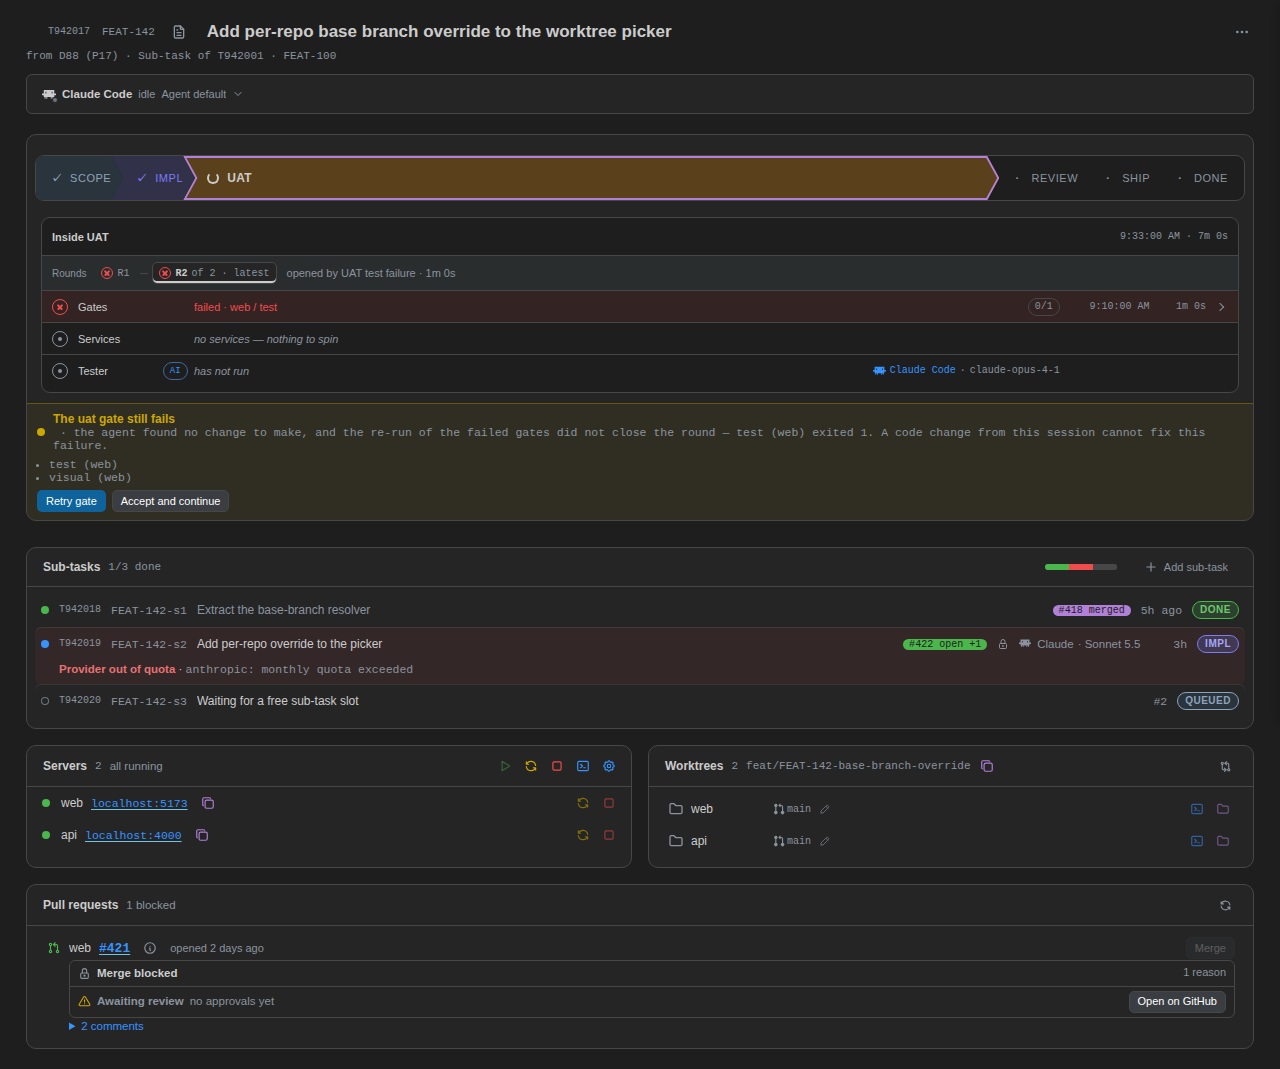 T942017 FEAT-142 Add per-repo base branch override to the worktree picker
from D88 (P17) · Sub-task of T942001 · FEAT-100
Claude Code idle Agent default
SCOPE IMPL UAT · REVIEW · SHIP · DONE
Inside UAT 9:33:00 AM · 7m 0s
Rounds R1 — R2 of 2 · latest opened by UAT test failure · 1m 0s
Gates failed · web / test 0/1 9:10:00 AM 1m 0s
Services no services — nothing to spin
Tester AI has not run Claude Code · claude-opus-4-1
The uat gate still fails
· the agent found no change to make, and the re-run of the failed gates did not close the round — test (web) exited 1. A code change from this session cannot fix this
failure.
• test (web)
• visual (web)
Retry gate Accept and continue
Sub-tasks 1/3 done Add sub-task
T942018 FEAT-142-s1 Extract the base-branch resolver #418 merged 5h ago DONE
T942019 FEAT-142-s2 Add per-repo override to the picker #422 open +1 Claude · Sonnet 5.5 3h IMPL
Provider out of quota · anthropic: monthly quota exceeded
T942020 FEAT-142-s3 Waiting for a free sub-task slot #2 QUEUED
Servers 2 all running
web localhost:5173
api localhost:4000
Worktrees 2 feat/FEAT-142-base-branch-override
web main
api main
Pull requests 1 blocked
web #421 opened 2 days ago Merge
Merge blocked 1 reason
Awaiting review no approvals yet Open on GitHub
2 comments